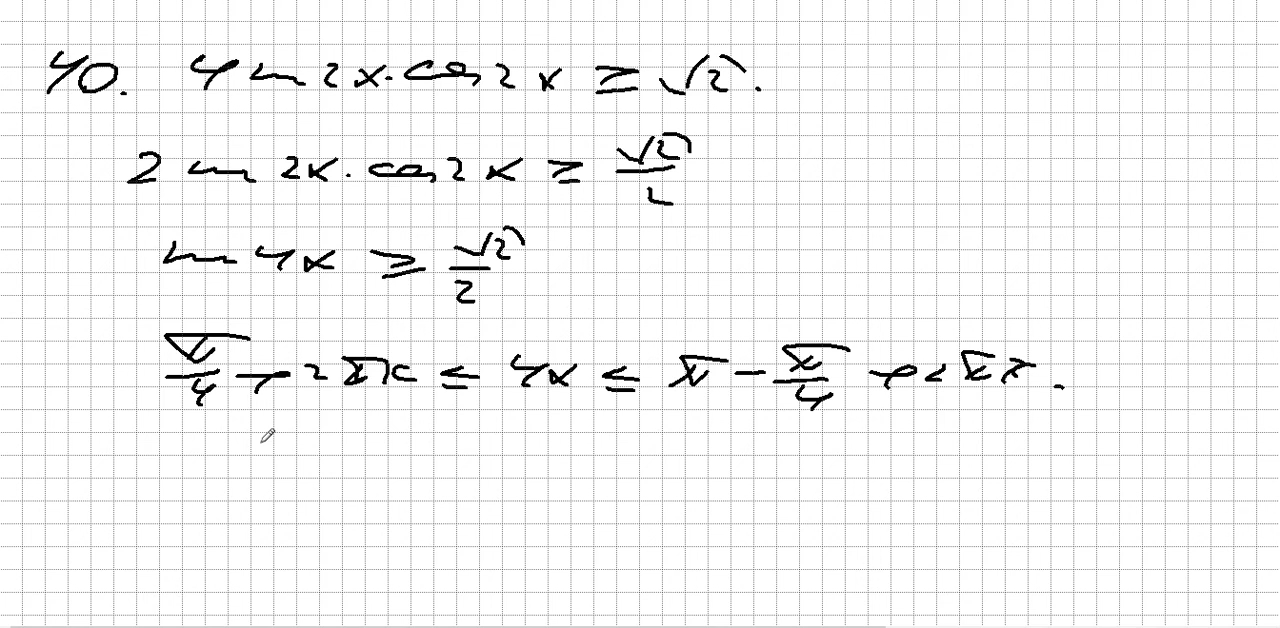 40. 4 sin 2x · cos 2x ≥ √2.
2 sin 2x · cos 2x ≥ √2/2
sin 4x ≥ √2/2
π/4 + 2πk ≤ 4x ≤ π − π/4 + 2πk.